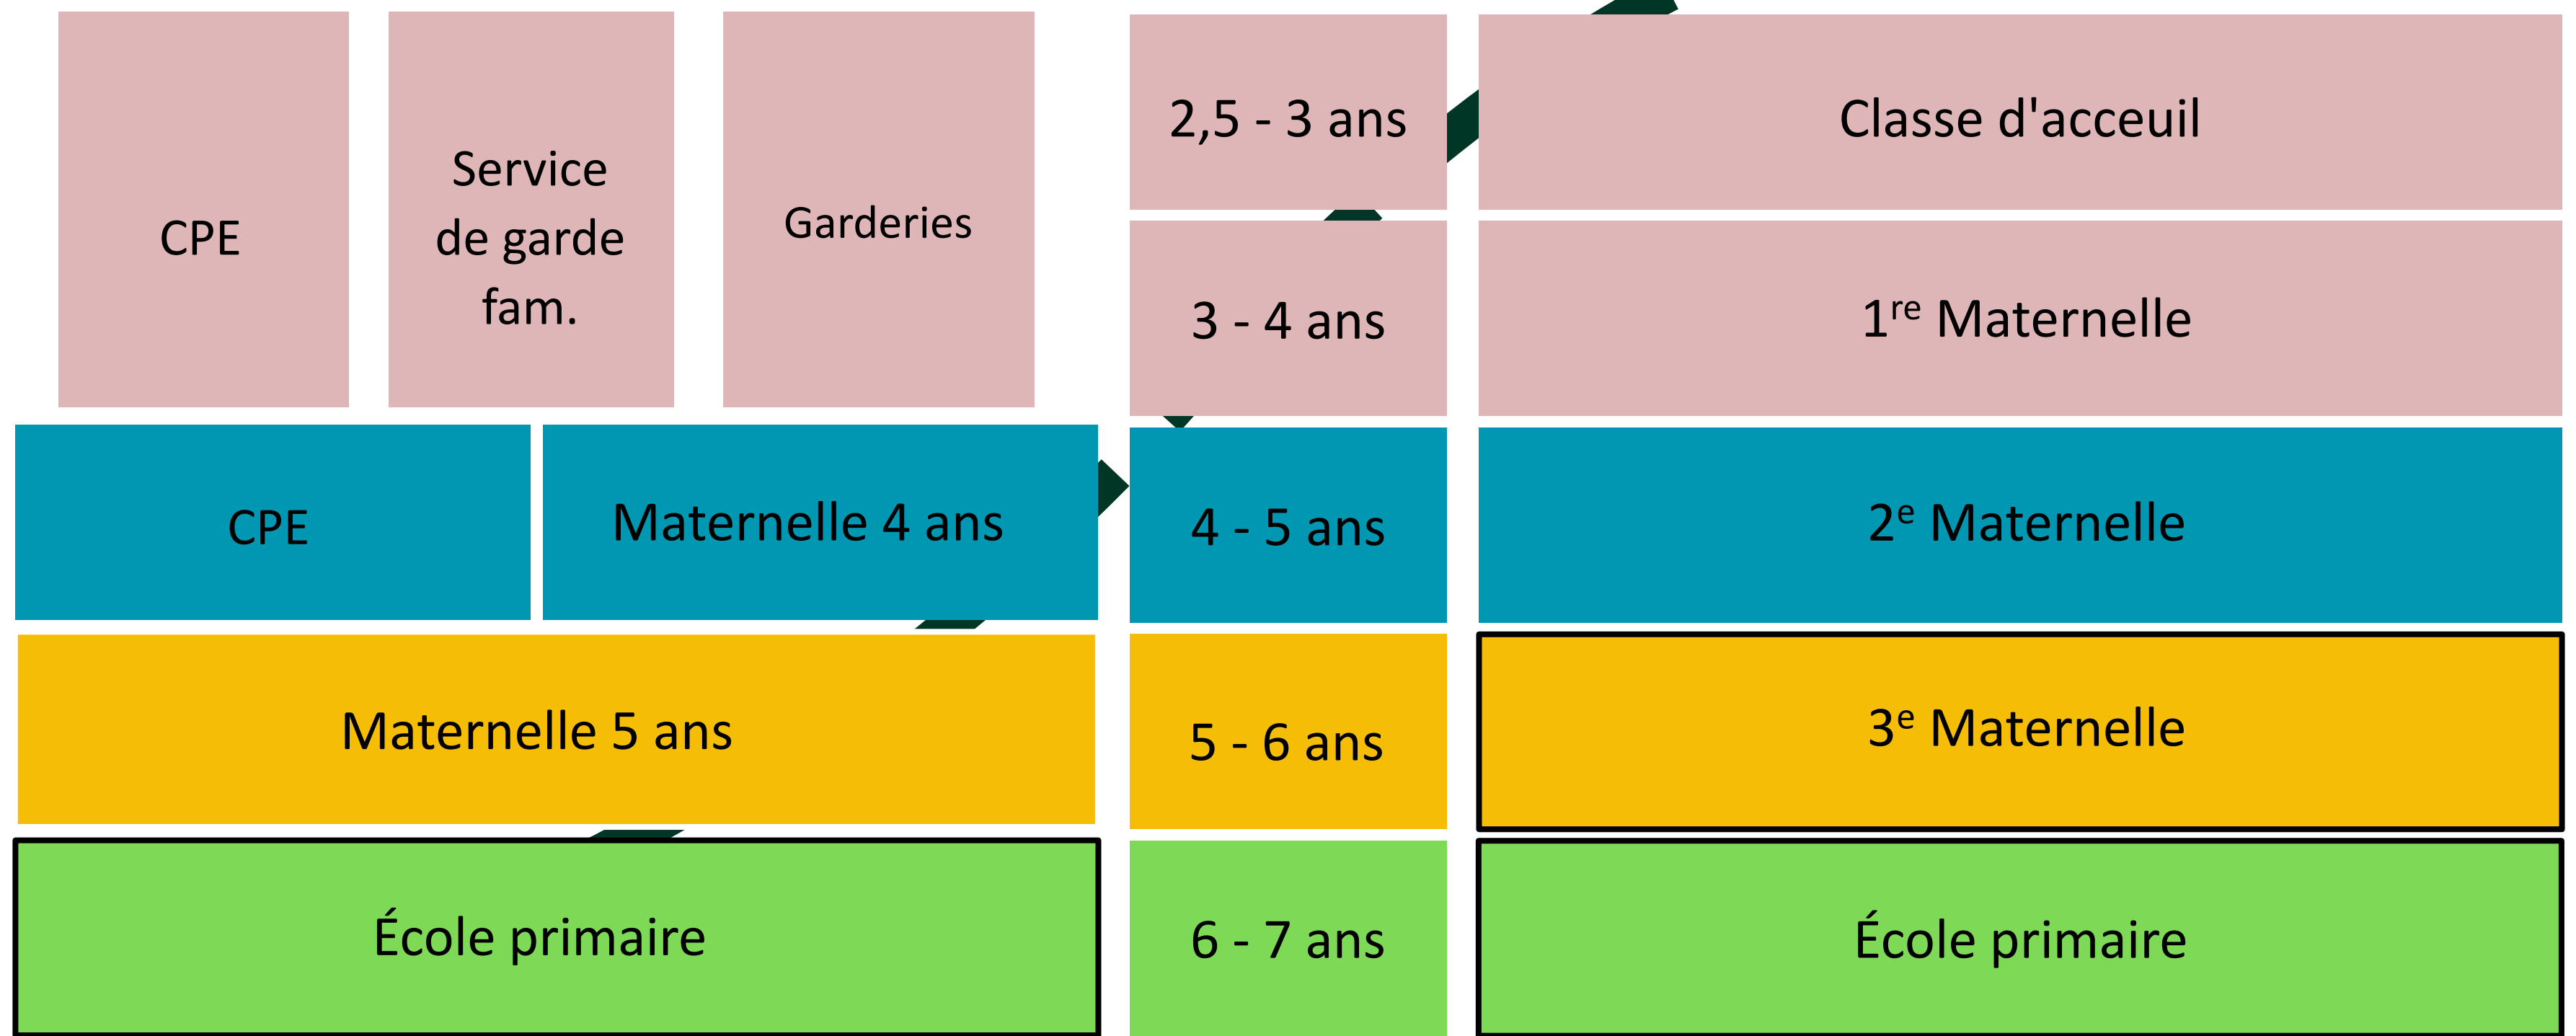 CPE
Service
de garde
fam.
Garderies
2,5 - 3 ans
Classe d'acceuil
3 - 4 ans
1re Maternelle
CPE
Maternelle 4 ans
4 - 5 ans
2e Maternelle
Maternelle 5 ans
5 - 6 ans
3e Maternelle
École primaire
6 - 7 ans
École primaire